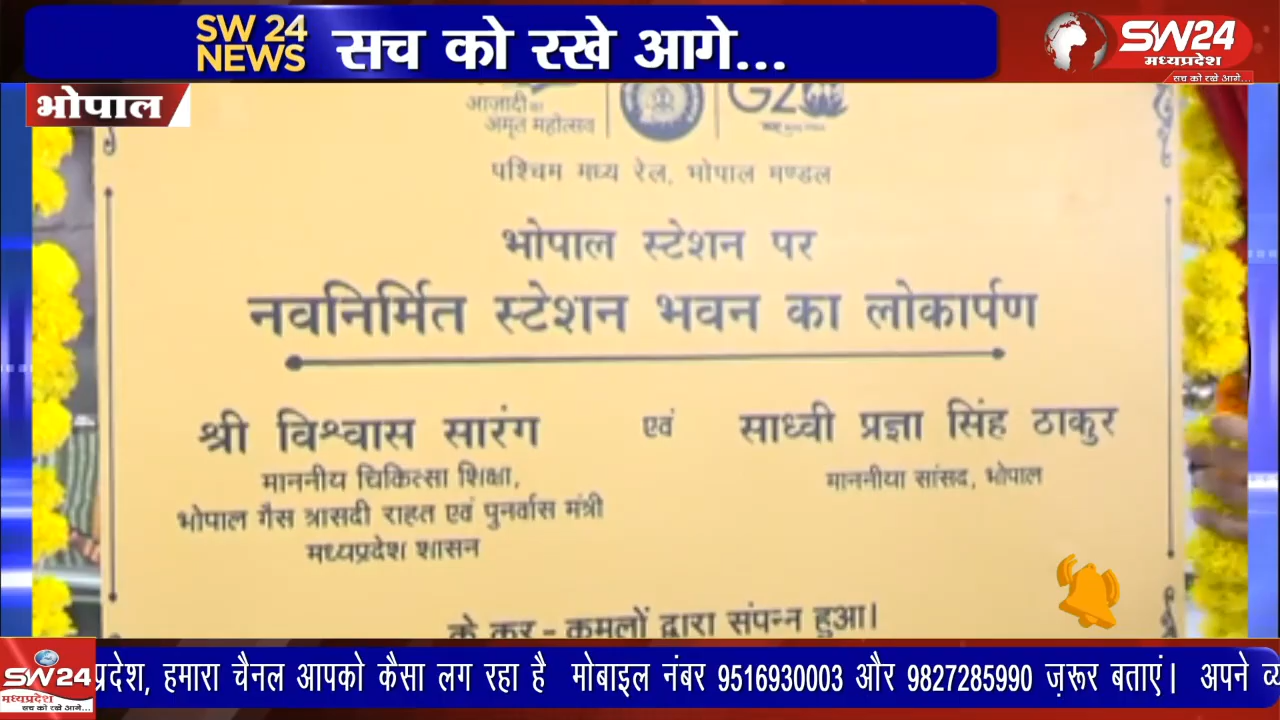 SW 24
NEWS
सच को रखे आगे...
SW24
मध्यप्रदेश
सच को रखे आगे...
भोपाल
आज़ादी का
अमृत महोत्सव
G20
पश्चिम मध्य रेल, भोपाल मण्डल
भोपाल स्टेशन पर
नवनिर्मित स्टेशन भवन का लोकार्पण
श्री विश्वास सारंग
माननीय चिकित्सा शिक्षा,
भोपाल गैस त्रासदी राहत एवं पुनर्वास मंत्री
मध्यप्रदेश शासन
एवं
साध्वी प्रज्ञा सिंह ठाकुर
माननीया सांसद, भोपाल
के कर - कमलों द्वारा संपन्न हुआ।
SW24
मध्यप्रदेश
सच को रखे आगे...
प्रदेश, हमारा चैनल आपको कैसा लग रहा है मोबाइल नंबर 9516930003 और 9827285990 ज़रूर बताएं। अपने